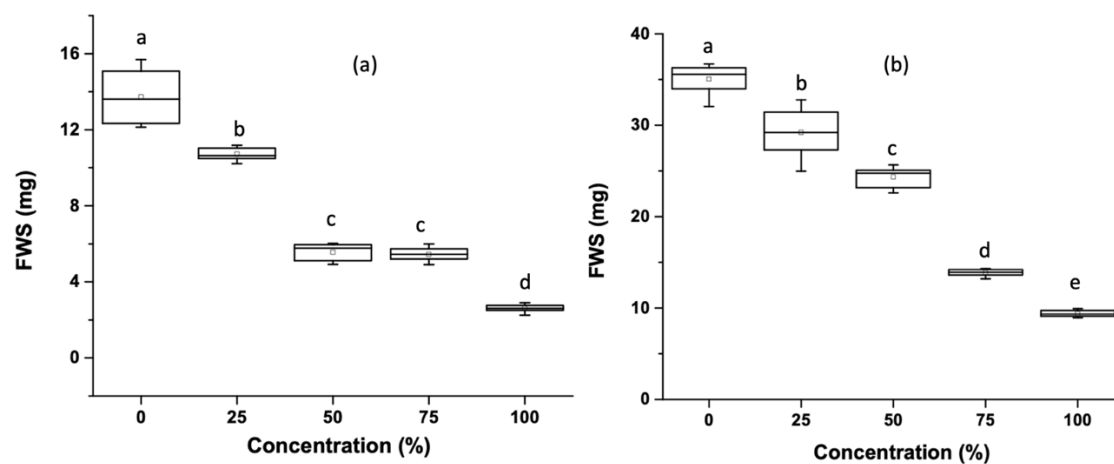 a
16
(a)
12
b
8
c
c
4
d
0
FWS (mg)
0 25 50 75 100
Concentration (%)
40
a
(b)
b
30
c
20
d
10
e
0
FWS (mg)
0 25 50 75 100
Concentration (%)